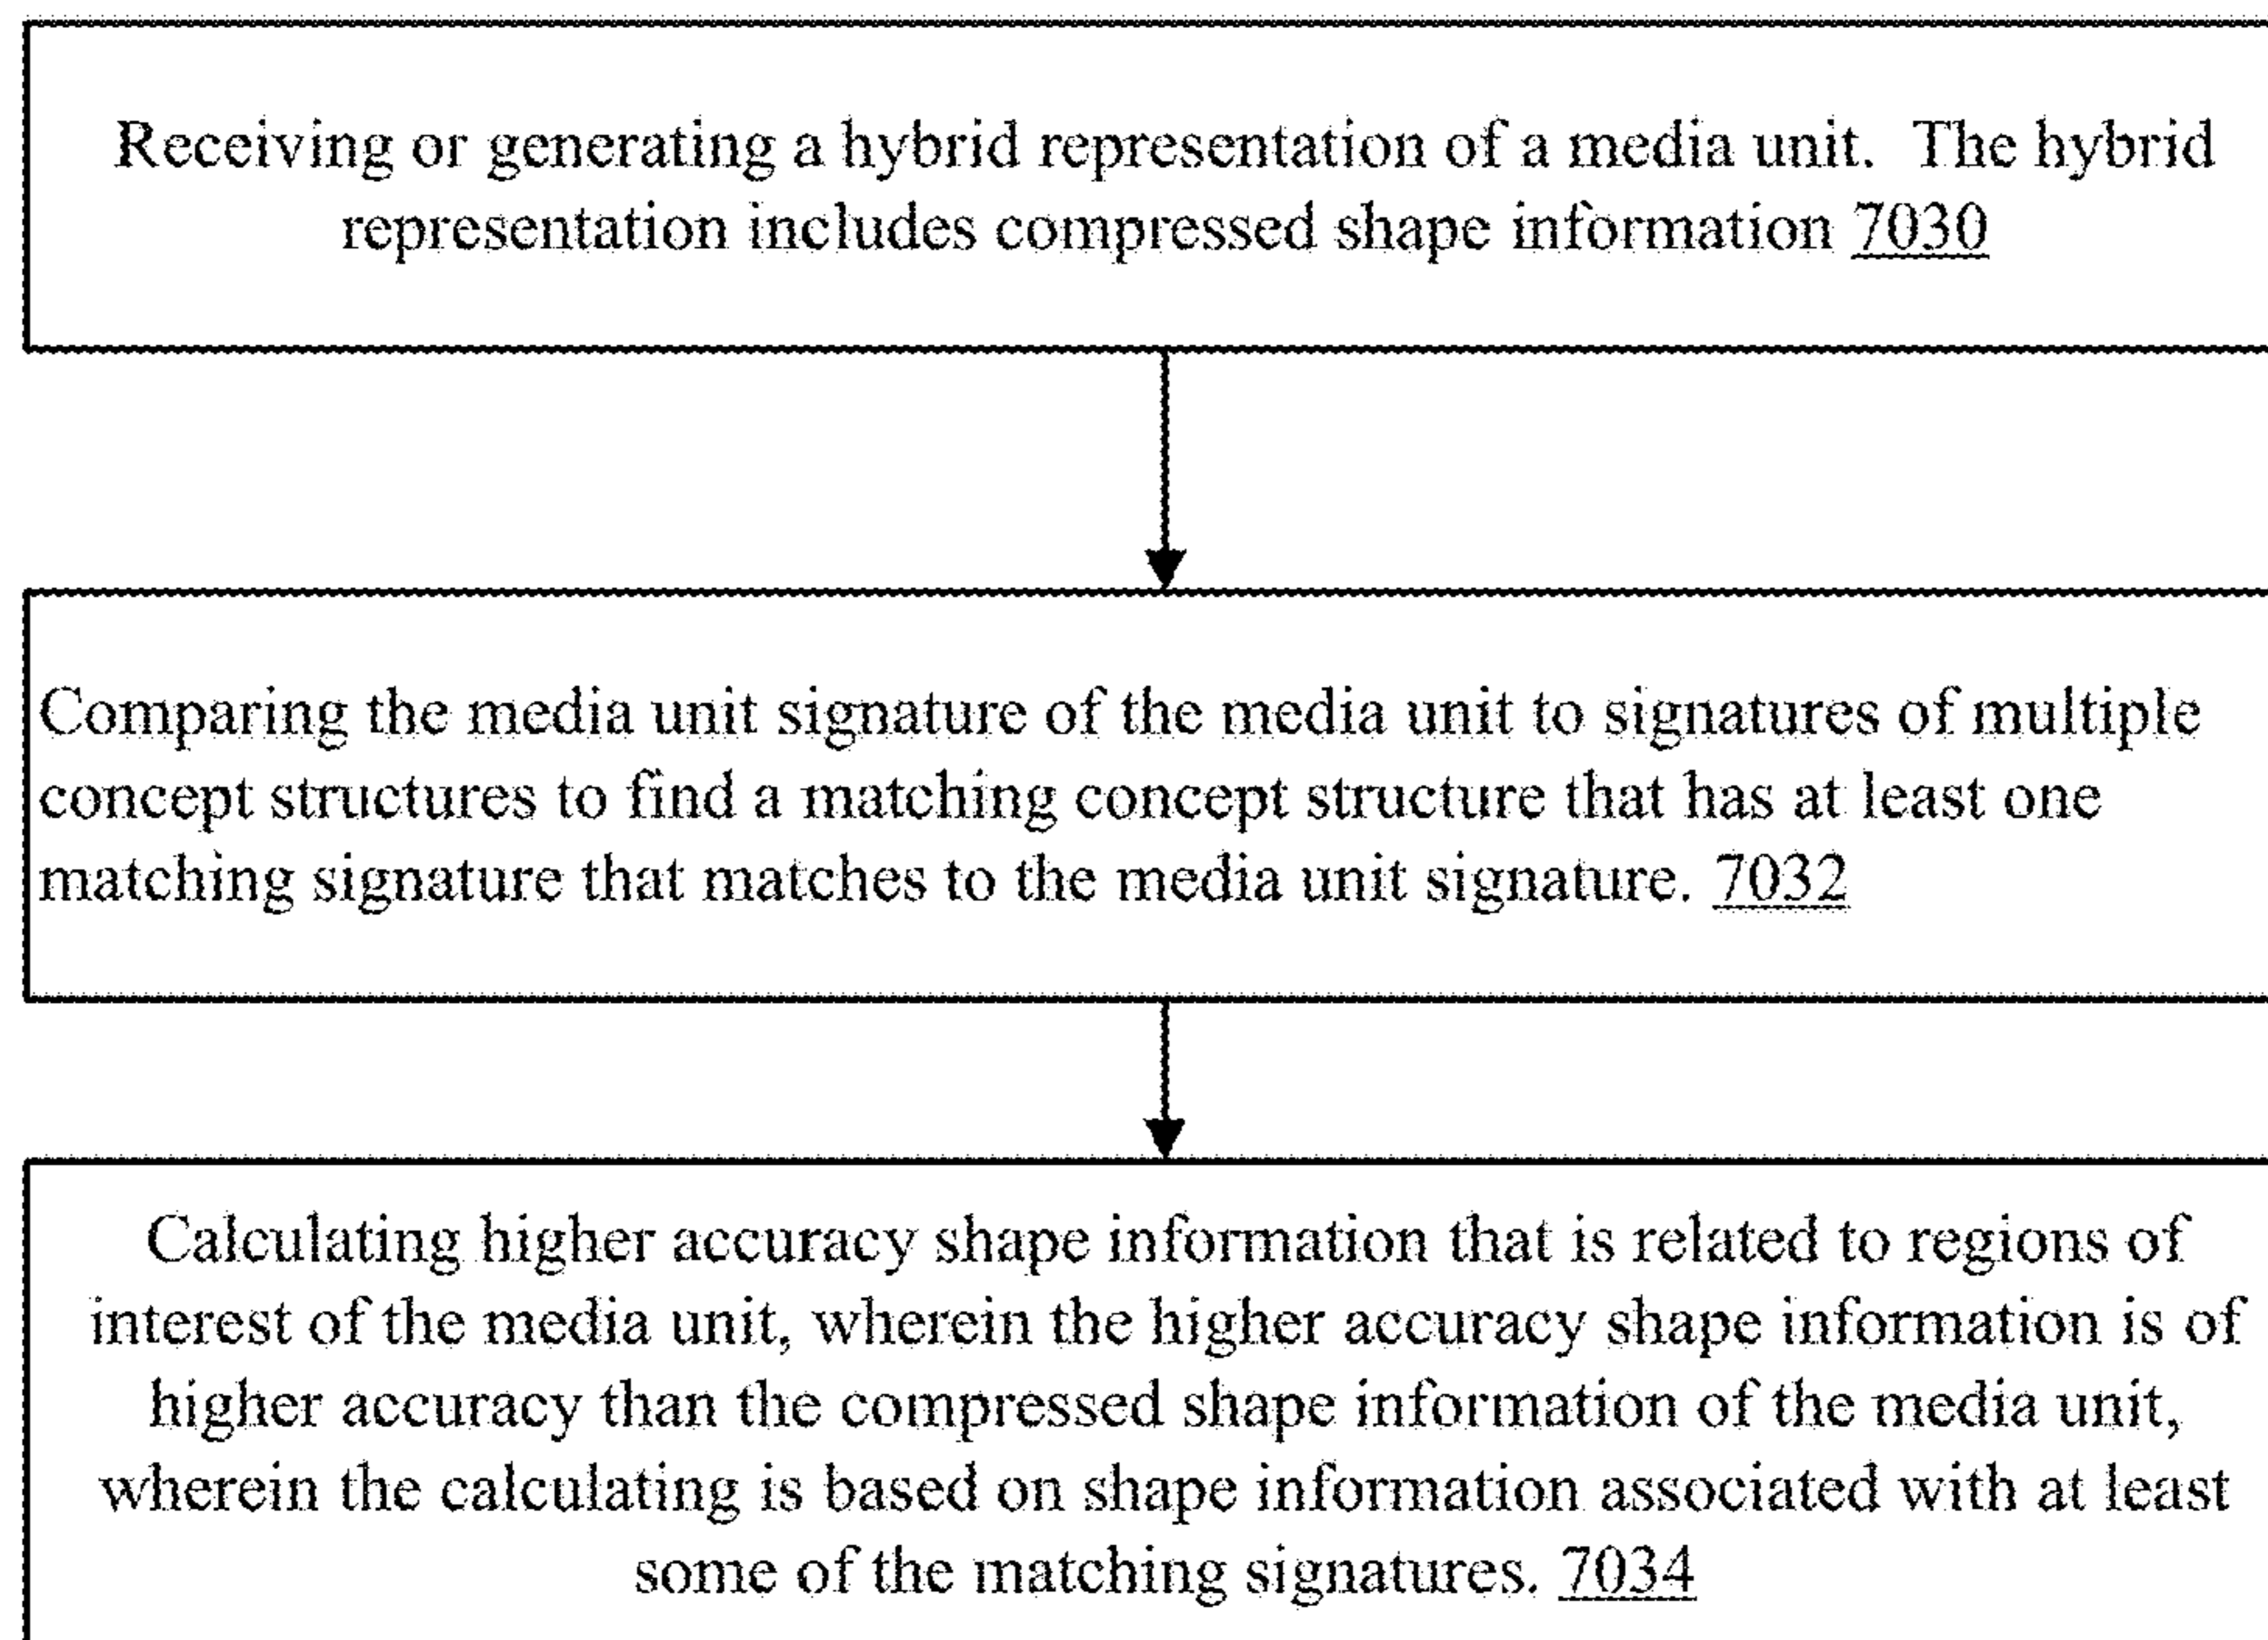 Receiving or generating a hybrid representation of a media unit. The hybrid
representation includes compressed shape information 7030
Comparing the media unit signature of the media unit to signatures of multiple
concept structures to find a matching concept structure that has at least one
matching signature that matches to the media unit signature. 7032
Calculating higher accuracy shape information that is related to regions of
interest of the media unit, wherein the higher accuracy shape information is of
higher accuracy than the compressed shape information of the media unit,
wherein the calculating is based on shape information associated with at least
some of the matching signatures. 7034